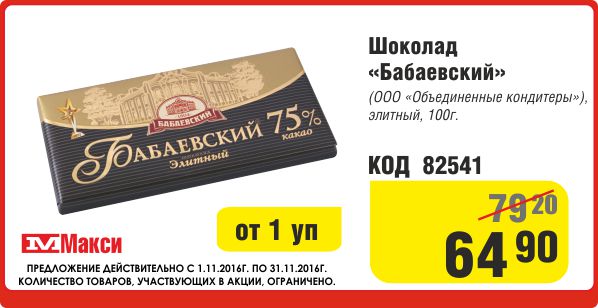 Шоколад
«Бабаевский»
(ООО «Объединенные кондитеры»),
элитный, 100г.
КОД 82541
79 20
64 90
БАБАЕВСКИЙ
БАБАЕВСКИЙ 75%
какао
Элитный
от 1 уп
М Макси
ПРЕДЛОЖЕНИЕ ДЕЙСТВИТЕЛЬНО С 1.11.2016Г. ПО 31.11.2016Г.
КОЛИЧЕСТВО ТОВАРОВ, УЧАСТВУЮЩИХ В АКЦИИ, ОГРАНИЧЕНО.